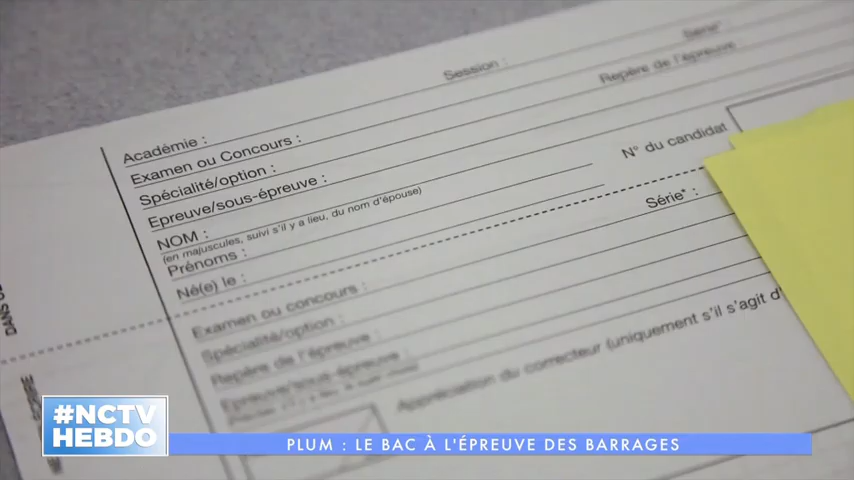 Session :
Série* :
Repère de l'épreuve :
Académie :
Examen ou Concours :
Spécialité/option :
Epreuve/sous-épreuve :
N° du candidat
NOM :
(en majuscules, suivi s'il y a lieu, du nom d'épouse)
Prénoms :
Né(e) le :
Série* :
Examen ou concours :
Spécialité/option :
Repère de l'épreuve :
Epreuve/sous-épreuve :
Appréciation du correcteur (uniquement s'il s'agit d'
DANS CE
#NCTV
HEBDO
PLUM : LE BAC À L'ÉPREUVE DES BARRAGES